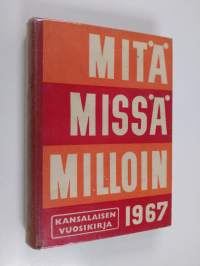 MITÄ
MISSÄ
MILLOIN
KANSALAISEN
VUOSIKIRJA
1967